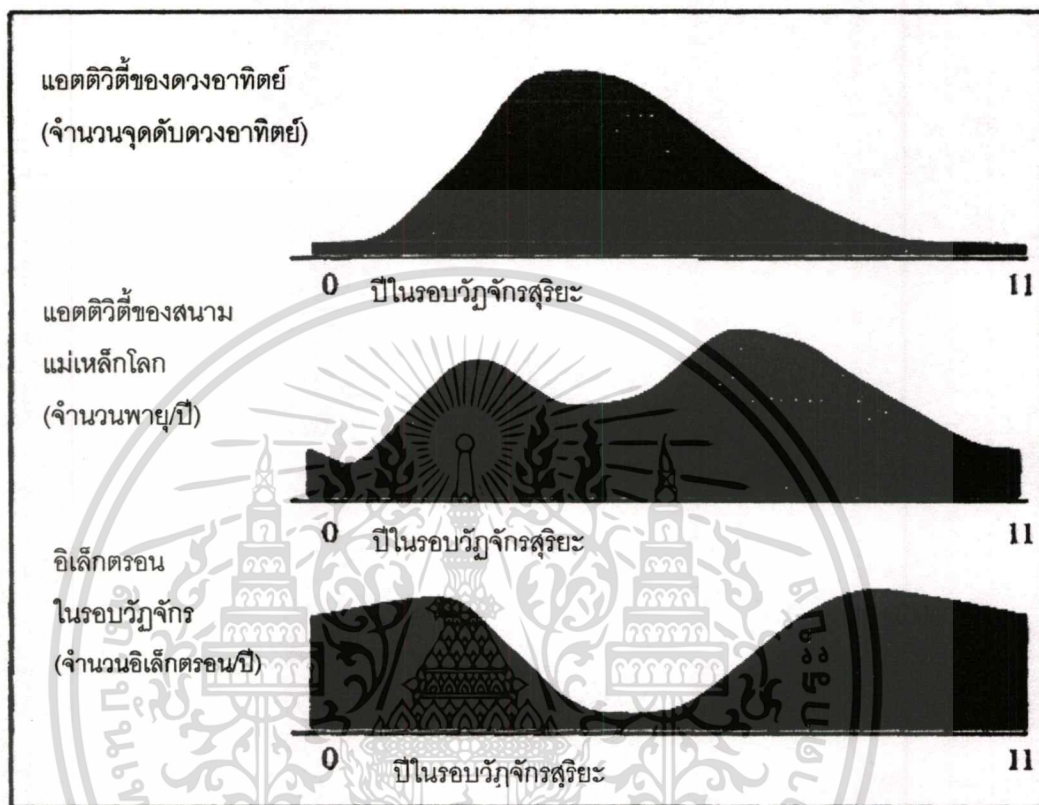 แอตติวิตี้ของดวงอาทิตย์
(จำนวนจุดดับดวงอาทิตย์)
0 ปีในรอบวัฏจักรสุริยะ 11
แอตติวิตี้ของสนาม
แม่เหล็กโลก
(จำนวนพายุ/ปี)
0 ปีในรอบวัฏจักรสุริยะ 11
อิเล็กตรอน
ในรอบวัฏจักร
(จำนวนอิเล็กตรอน/ปี)
0 ปีในรอบวัฏจักรสุริยะ 11